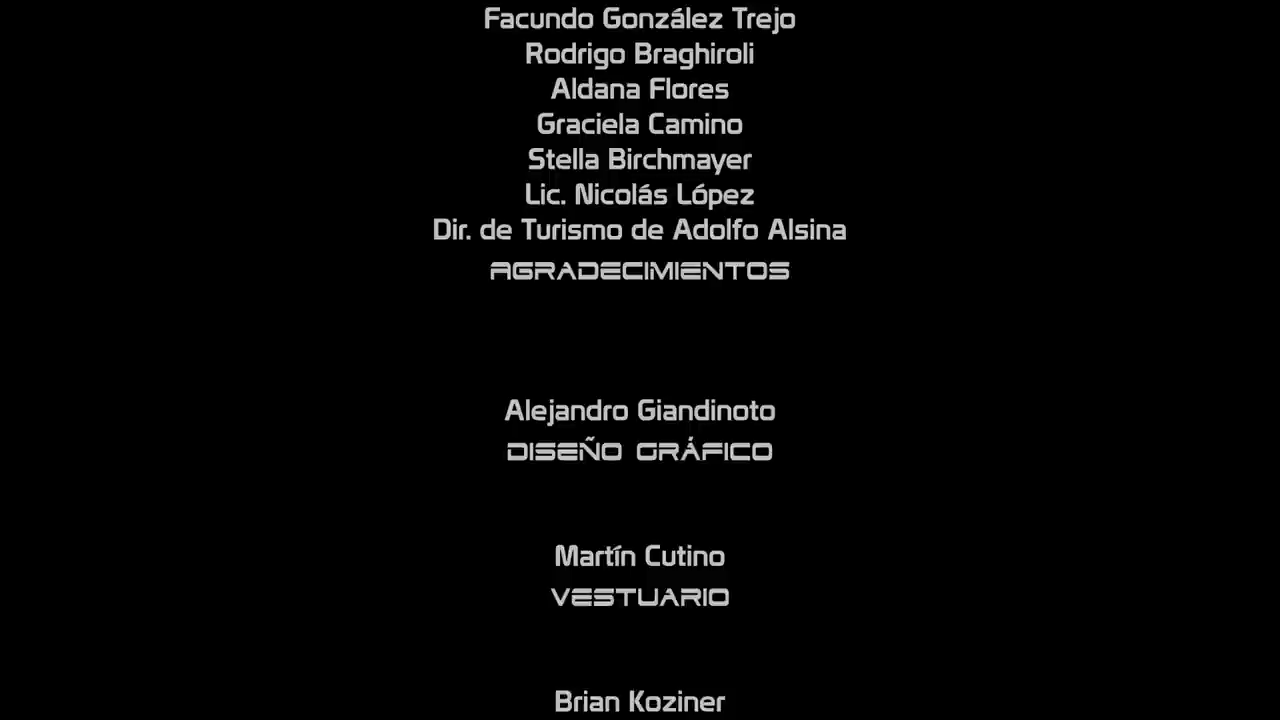 Facundo González Trejo
Rodrigo Braghiroli
Aldana Flores
Graciela Camino
Stella Birchmayer
Lic. Nicolás López
Dir. de Turismo de Adolfo Alsina
AGRADECIMIENTOS
Alejandro Giandinoto
DISEÑO GRÁFICO
Martín Cutino
VESTUARIO
Brian Koziner